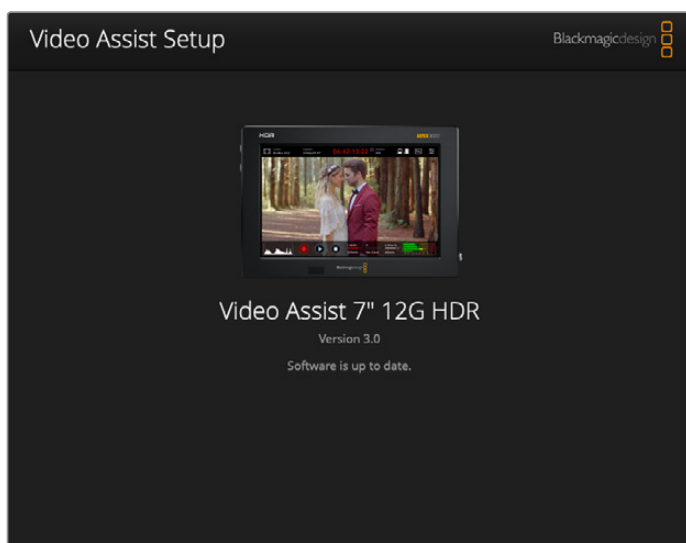 Video Assist Setup
Blackmagicdesign
HDR
Video Assist 7" 12G HDR
Version 3.0
Software is up to date.